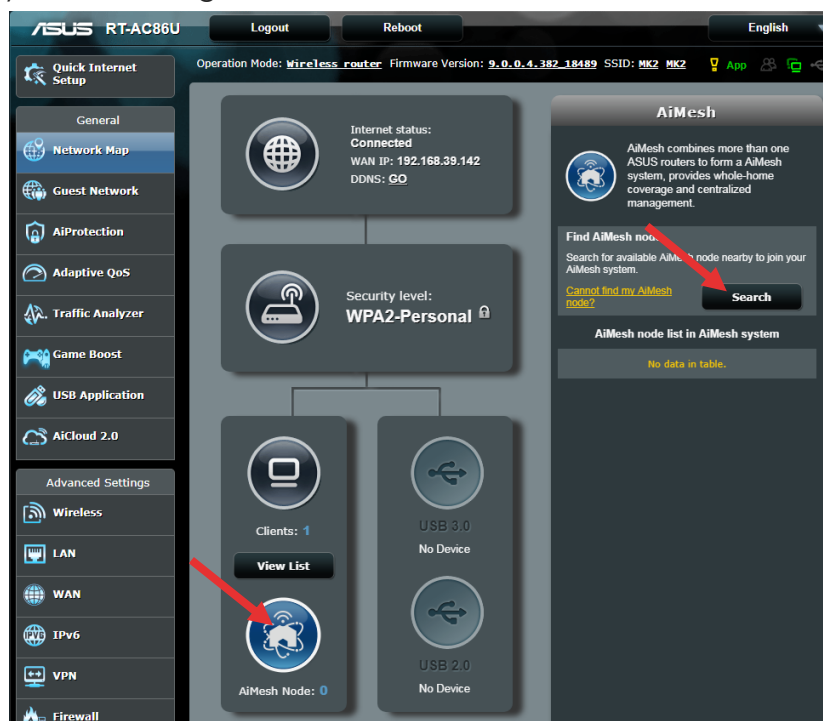 ASUS RT-AC86U
Logout
Reboot
English
Quick Internet
Setup
Operation Mode: Wireless router Firmware Version: 9.0.0.4.382_18489 SSID: MK2 MK2
App
General
Network Map
Guest Network
AiProtection
Adaptive QoS
Traffic Analyzer
Game Boost
USB Application
AiCloud 2.0
Advanced Settings
Wireless
LAN
WAN
IPv6
VPN
Firewall
Internet status:
Connected
WAN IP: 192.168.39.142
DDNS: GO
Security level:
WPA2-Personal
Clients: 1
View List
AiMesh Node: 0
USB 3.0
No Device
USB 2.0
No Device
AiMesh
AiMesh combines more than one
ASUS routers to form a AiMesh
system, provides whole-home
coverage and centralized
management.
Find AiMesh
Search for available AiMesh node nearby to join your
AiMesh system.
Cannot find my AiMesh
node?
Search
AiMesh node list in AiMesh system
No data in table.